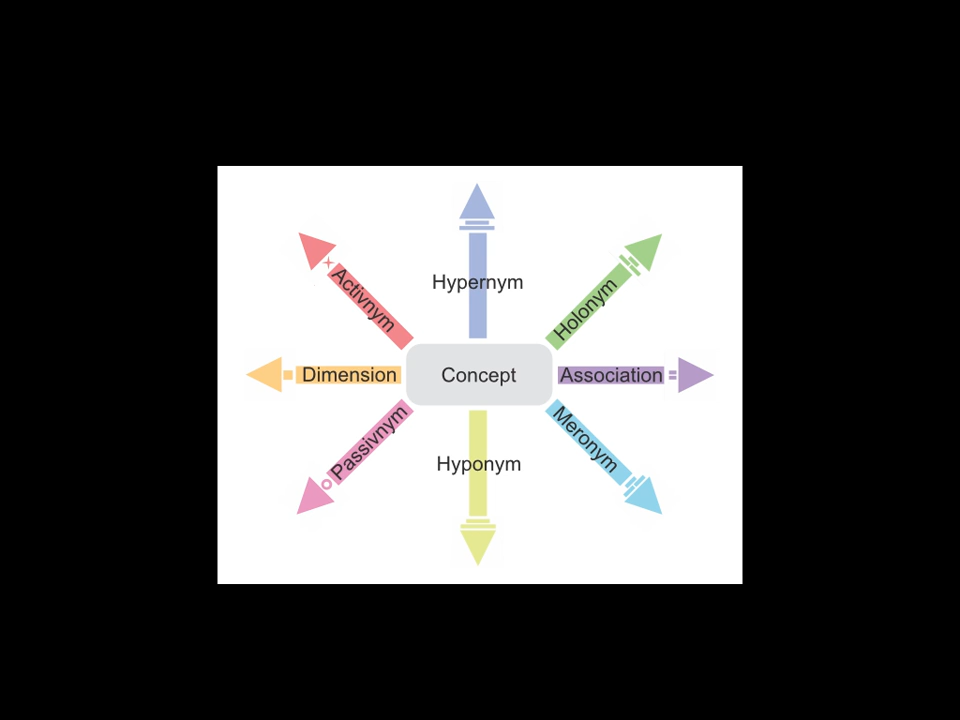 Hypernym
Activnym
Holonym
Dimension
Concept
Association
Passivnym
Meronym
Hyponym